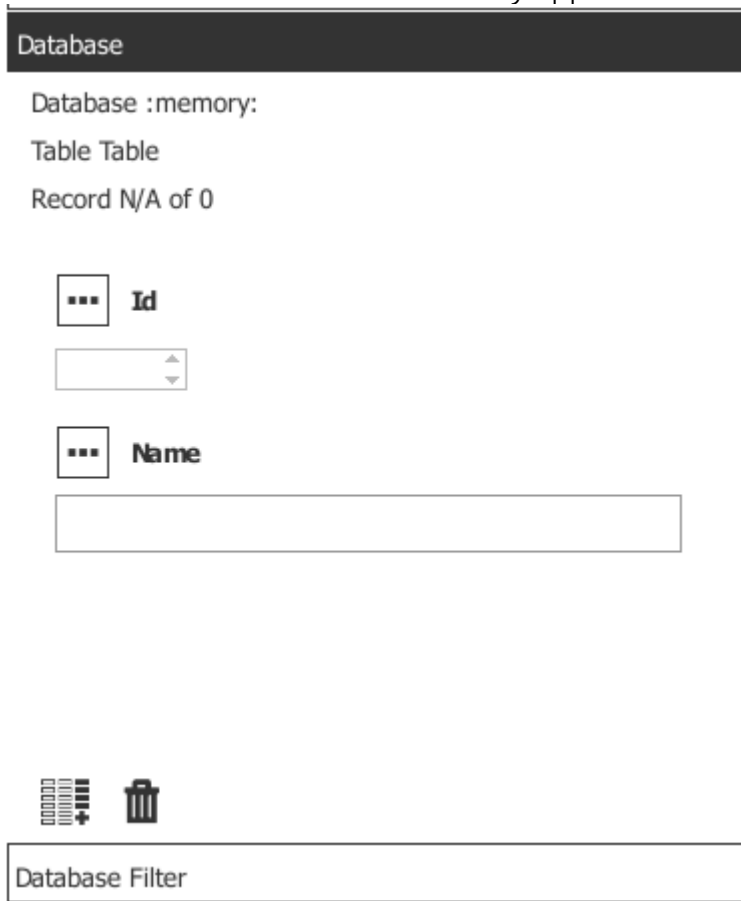 Database
Database :memory:
Table Table
Record N/A of 0
Id
Name
Database Filter